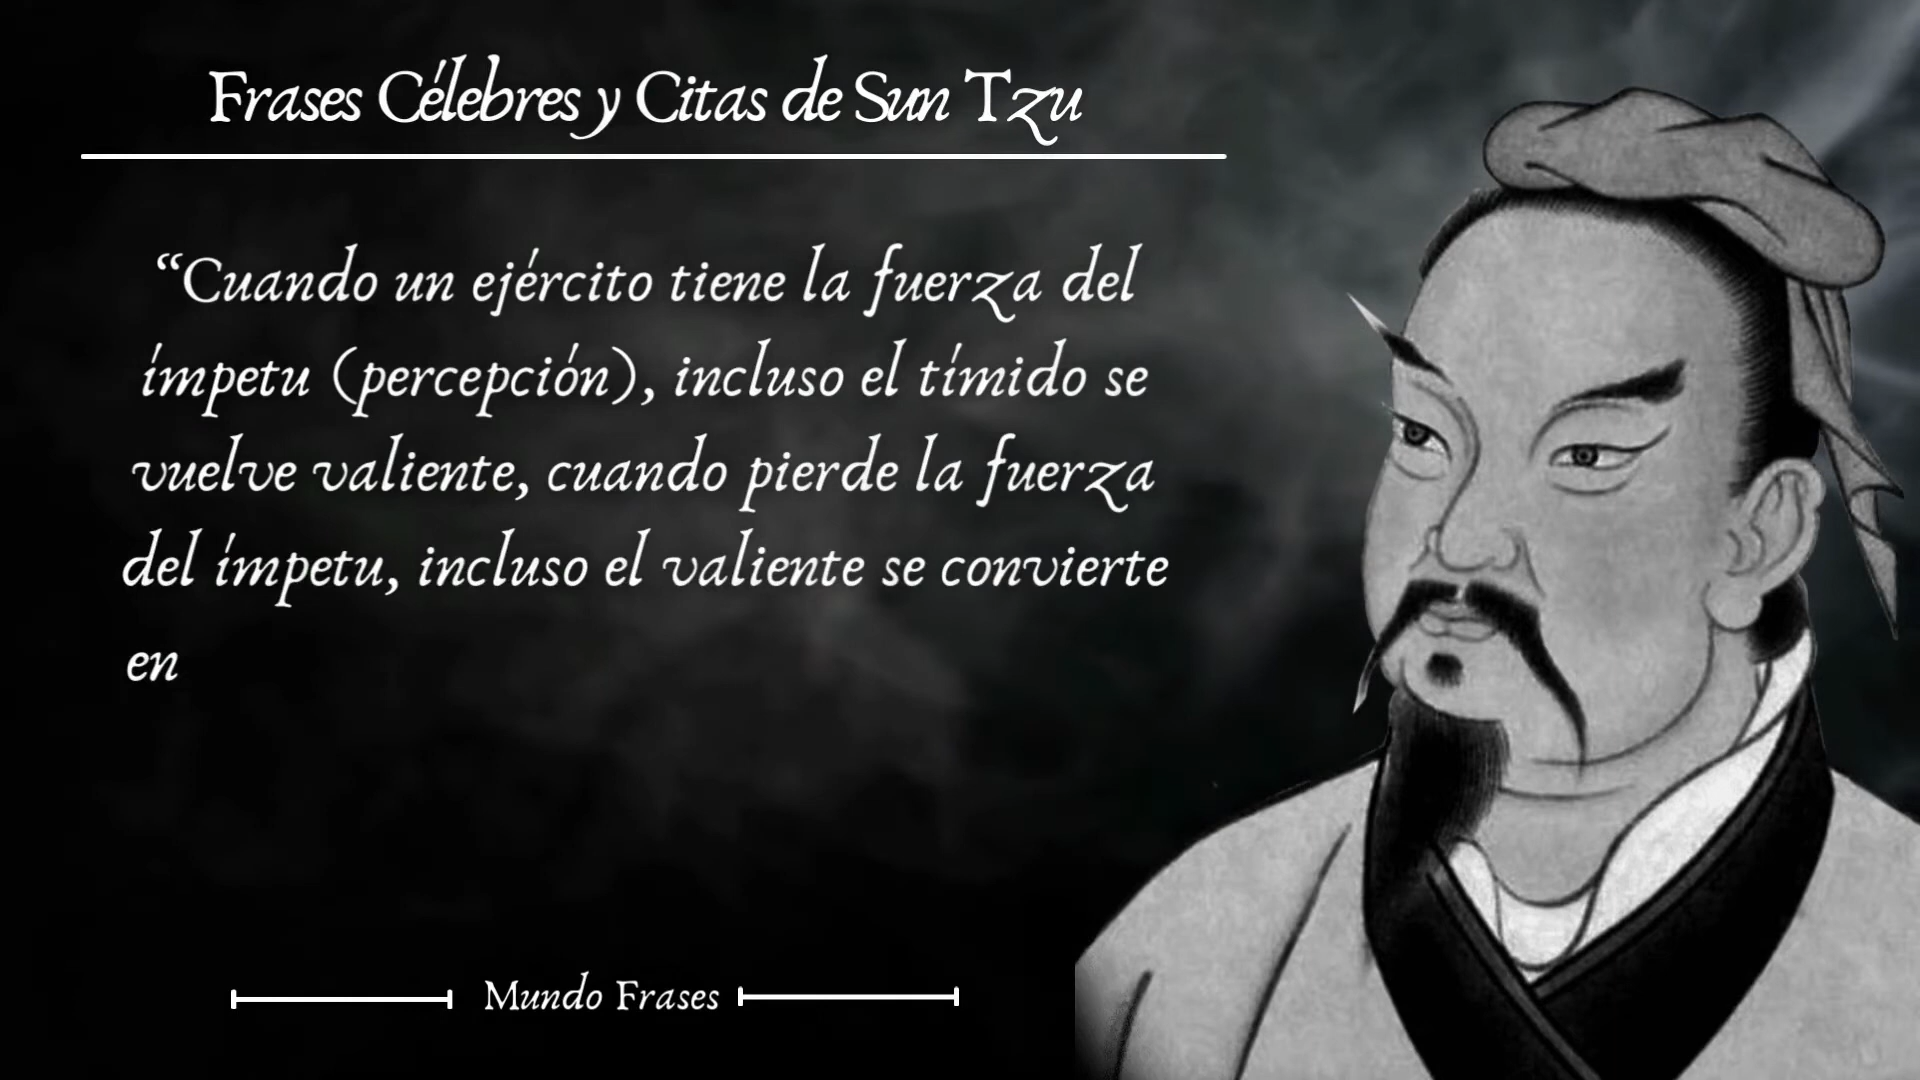 Frases Célebres y Citas de Sun Tzu
“Cuando un ejército tiene la fuerza del
ímpetu (percepción), incluso el tímido se
vuelve valiente, cuando pierde la fuerza
del ímpetu, incluso el valiente se convierte
en
Mundo Frases